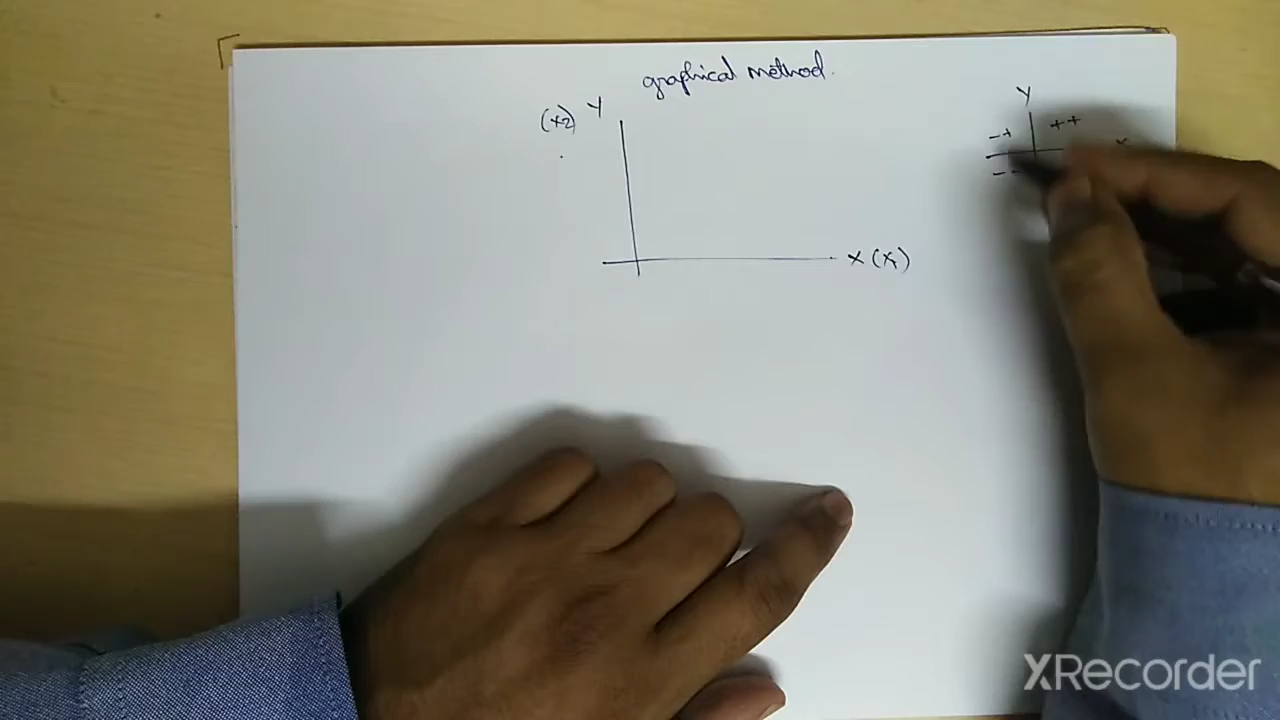 graphical method.
(x2) Y
X (x1)
Y
-+ ++
X
--
XRecorder